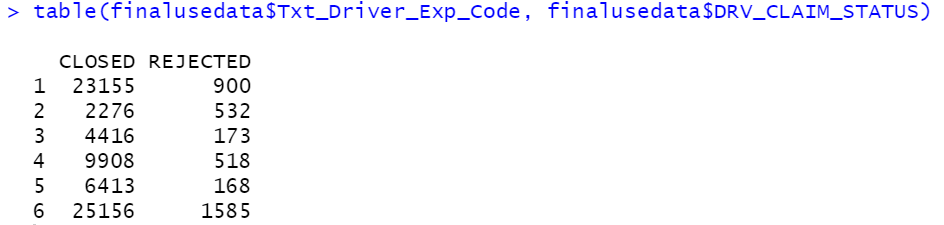 > table(finalusedata$Txt_Driver_Exp_Code, finalusedata$DRV_CLAIM_STATUS)
CLOSED REJECTED
1 23155 900
2 2276 532
3 4416 173
4 9908 518
5 6413 168
6 25156 1585